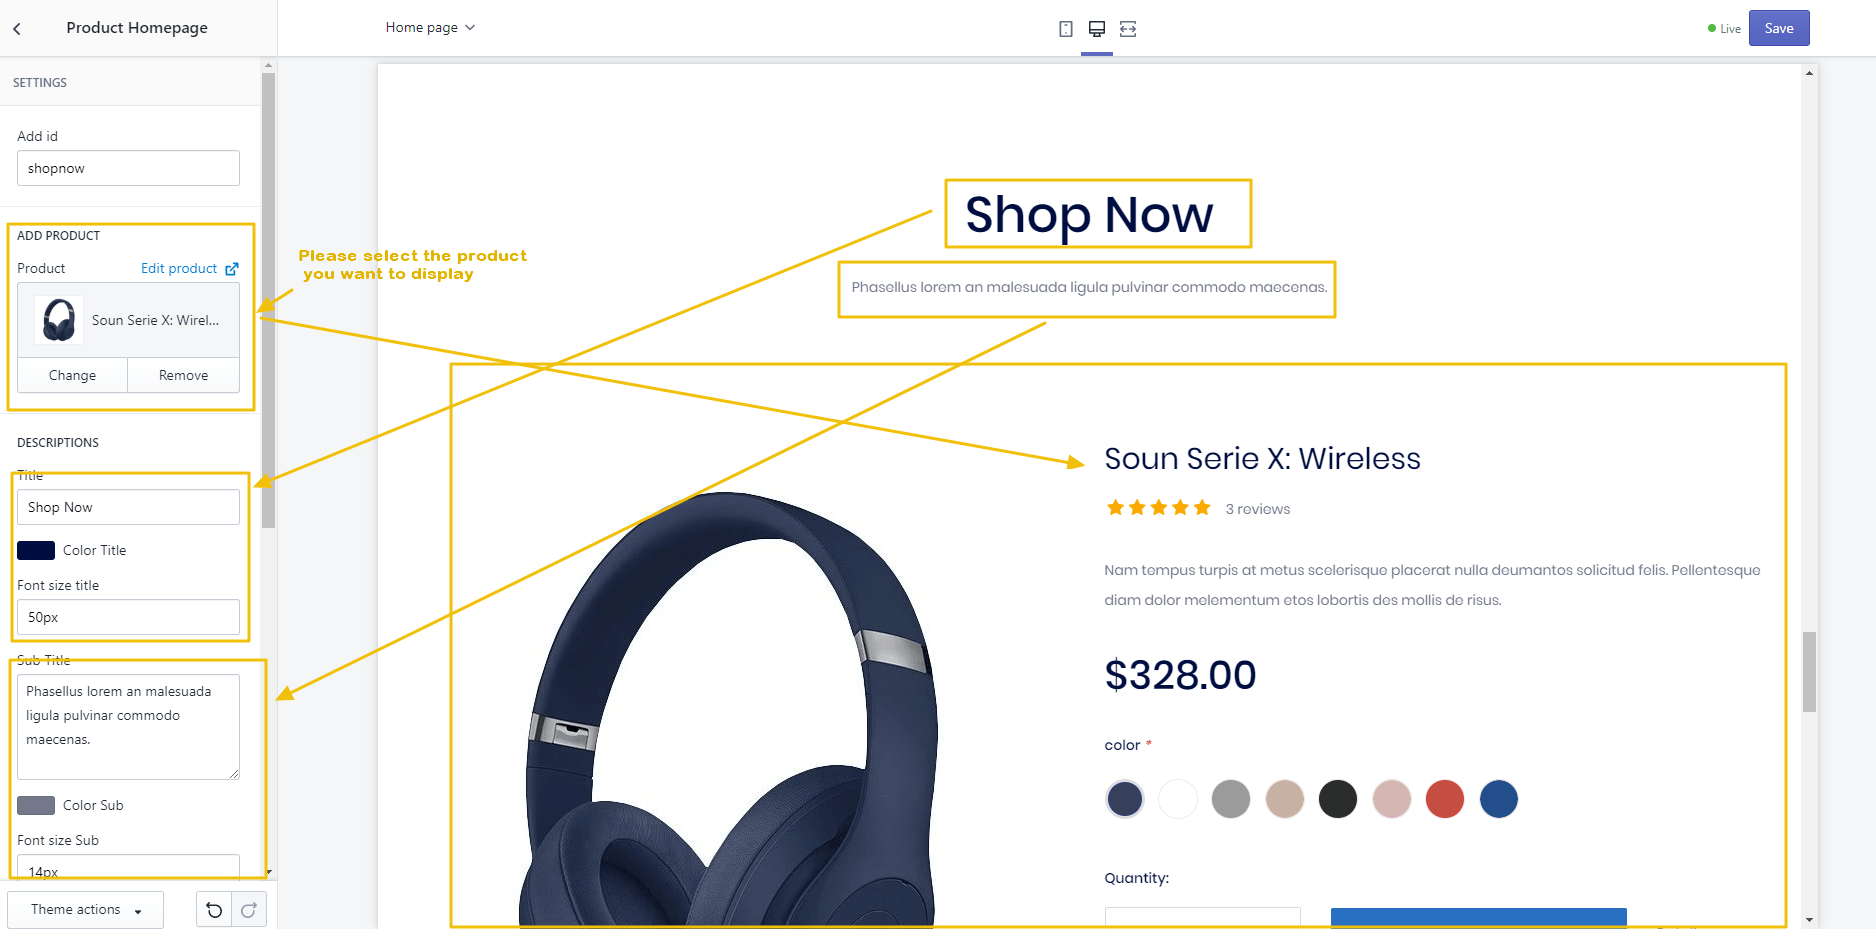 Product Homepage
Home page
Live
Save
SETTINGS
Add id
shopnow
ADD PRODUCT
Product
Edit product
Soun Serie X: Wirel...
Change
Remove
Please select the product
you want to display
DESCRIPTIONS
Title
Shop Now
Color Title
Font size title
50px
Sub Title
Phasellus lorem an malesuada
ligula pulvinar commodo
maecenas.
Color Sub
Font size Sub
14px
Theme actions
Shop Now
Phasellus lorem an malesuada ligula pulvinar commodo maecenas.
Soun Serie X: Wireless
3 reviews
Nam tempus turpis at metus scelerisque placerat nulla deumantos solicitud felis. Pellentesque
diam dolor melementum etos lobortis des mollis de risus.
$328.00
color *
Quantity: